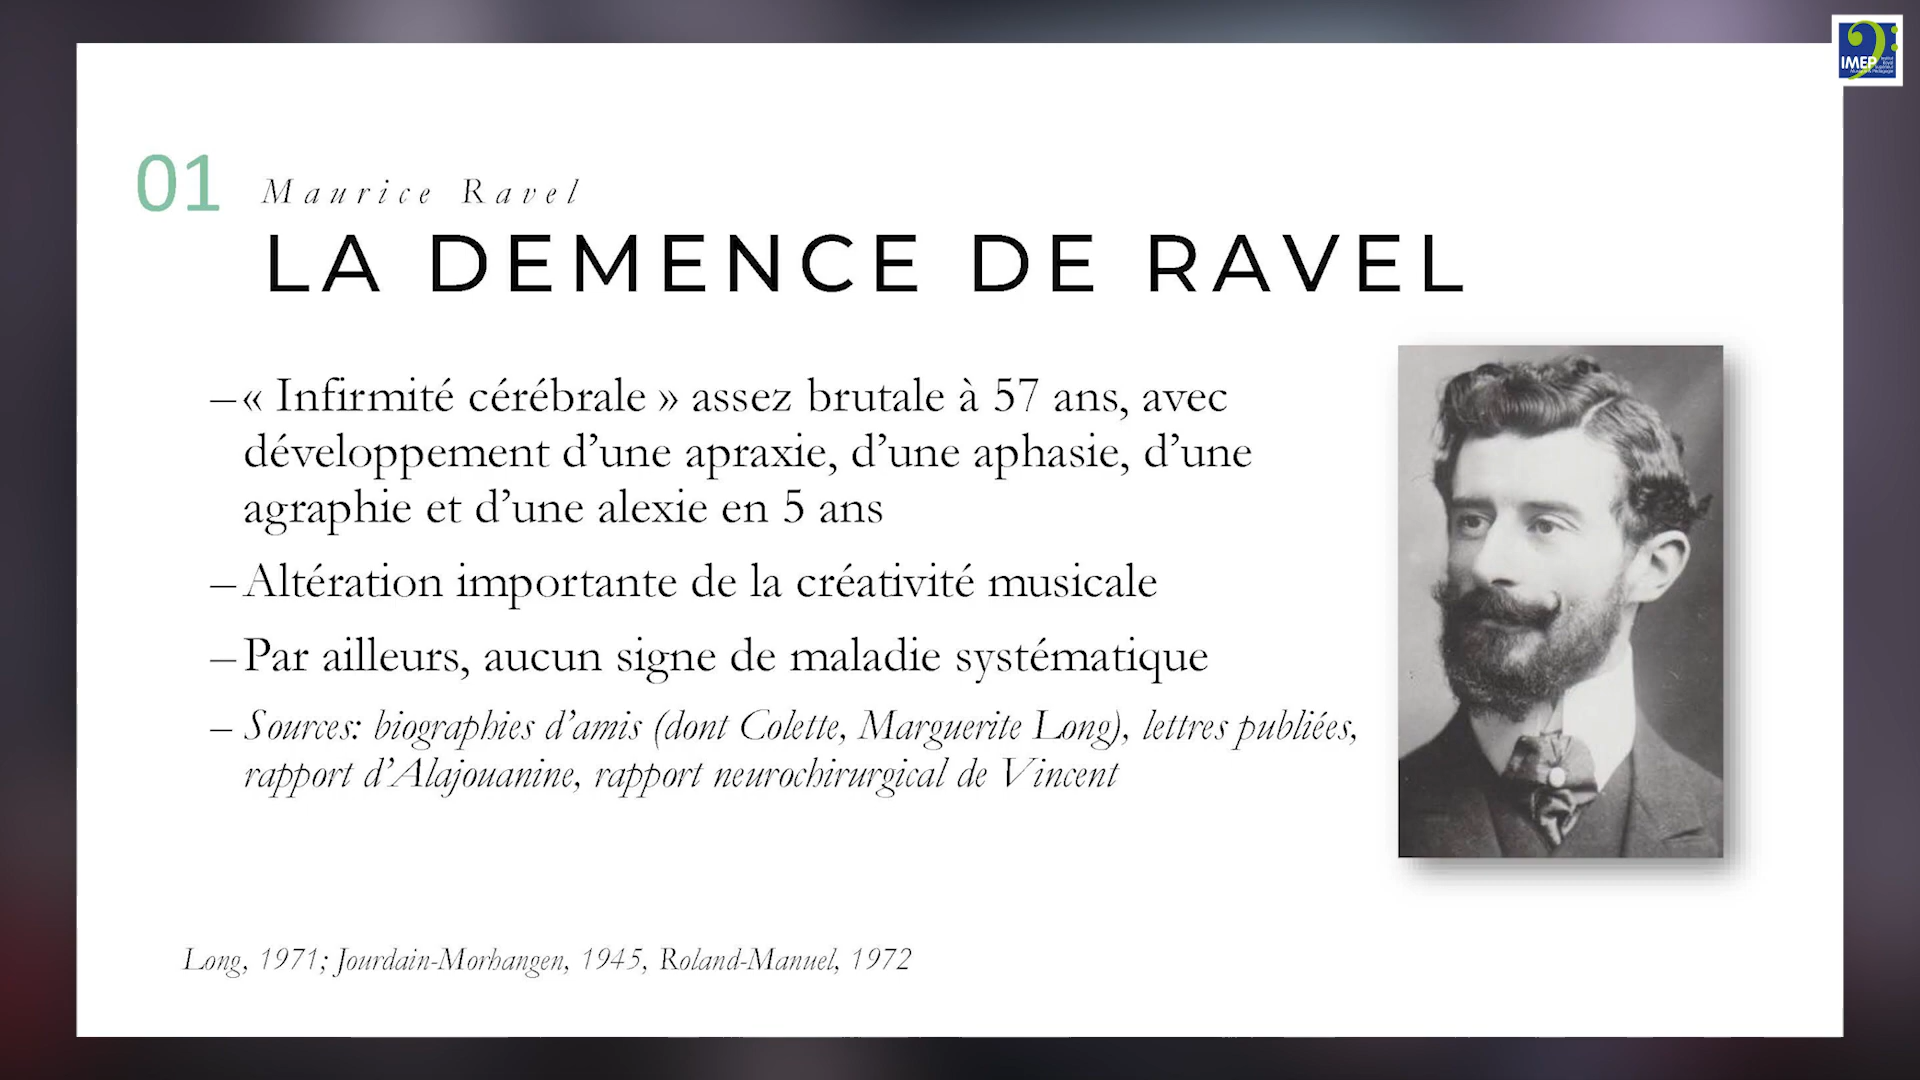 IMEP
01
Maurice Ravel
LA DEMENCE DE RAVEL
– « Infirmité cérébrale » assez brutale à 57 ans, avec
développement d’une apraxie, d’une aphasie, d’une
agraphie et d’une alexie en 5 ans
– Altération importante de la créativité musicale
– Par ailleurs, aucun signe de maladie systématique
– Sources: biographies d’amis (dont Colette, Marguerite Long), lettres publiées,
rapport d’Alajouanine, rapport neurochirurgical de Vincent
Long, 1971; Jourdain-Morhangen, 1945, Roland-Manuel, 1972